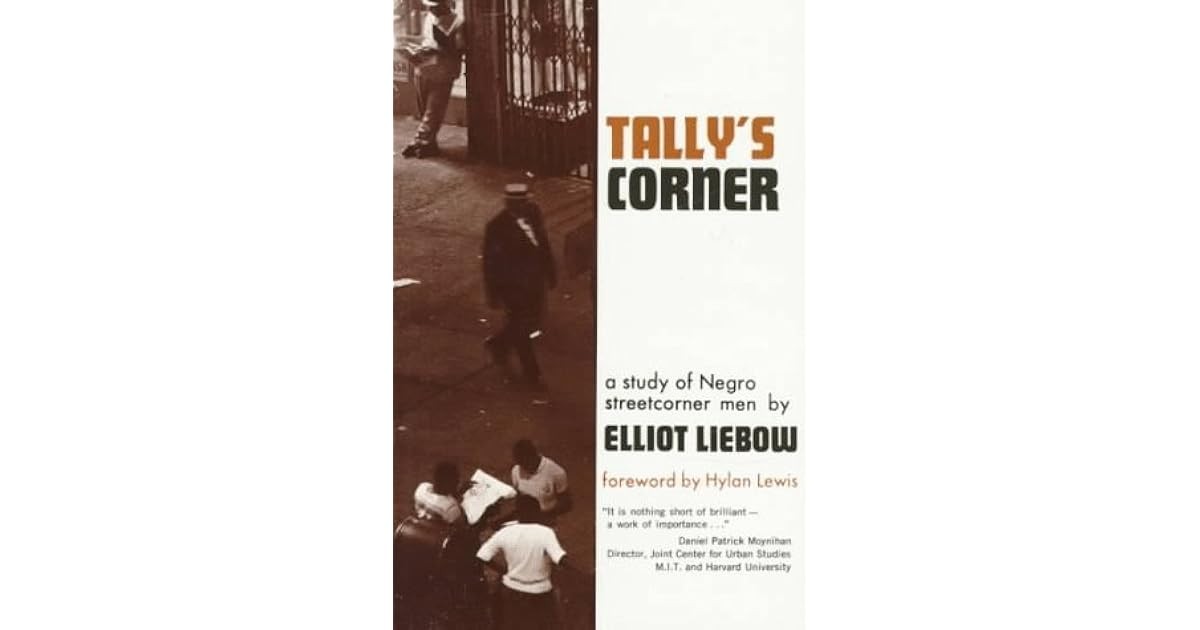 TALLY'S
CORNER
a study of Negro
streetcorner men by
ELLIOT LIEBOW
foreword by Hylan Lewis
"It is nothing short of brilliant —
a work of importance . . ."
Daniel Patrick Moynihan
Director, Joint Center for Urban Studies
M.I.T. and Harvard University